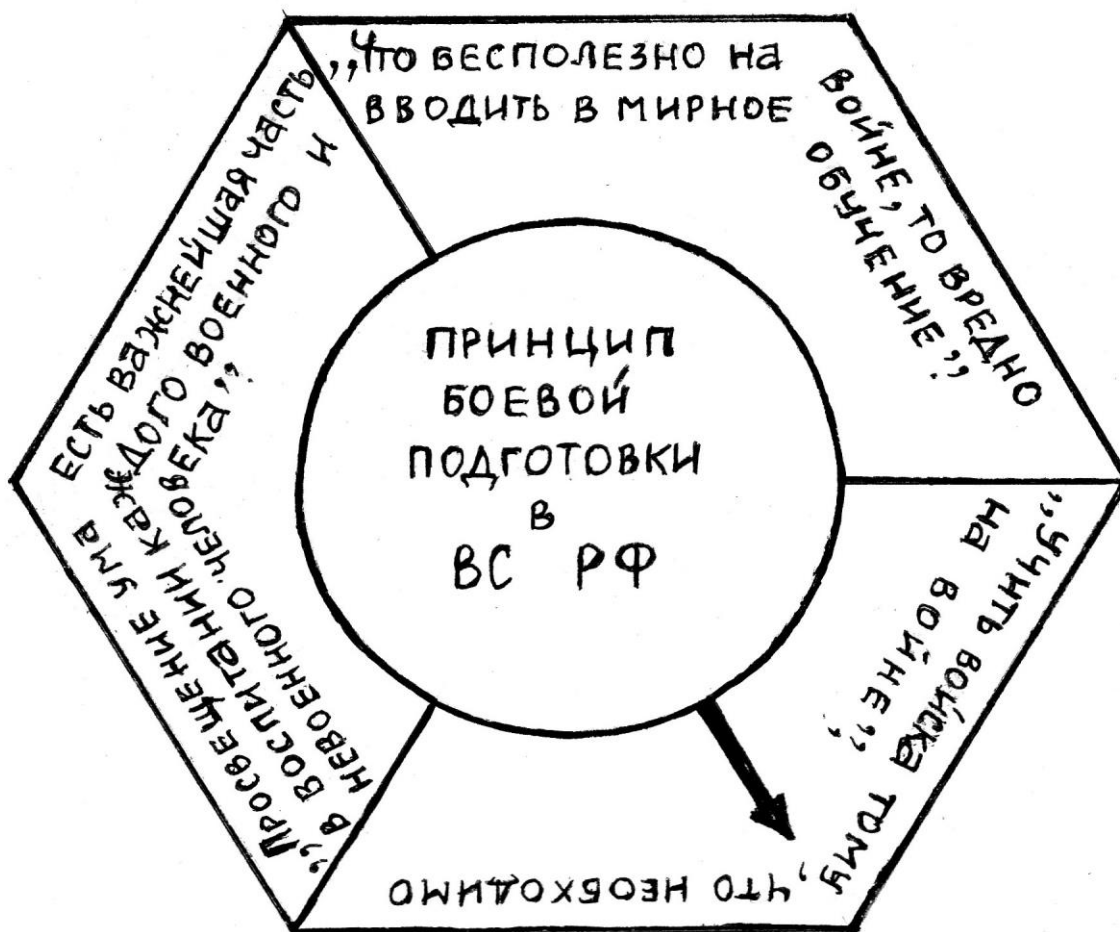 ПРИНЦИП
БОЕВОЙ
ПОДГОТОВКИ
В
ВС РФ
„ЧТО БЕСПОЛЕЗНО На
ВОЙНЕ, ТО ВРЕДНО
ВВОДИТЬ В МИРНОЕ
ОБУЧЕНИЕ”
„УЧИТЬ ВОЙСКА ТОМУ,
ЧТО НЕОБХОДИМО
На ВОЙНЕ”
„ПРОСВЕЩЕНИЕ УМа
ЕСТЬ ВаЖНЕЙШаЯ ЧаСТЬ
В ВОСПИТаНИИ КаЖДОГО ВОЕННОГО И
НЕВОЕННОГО ЧЕЛОВЕКа”